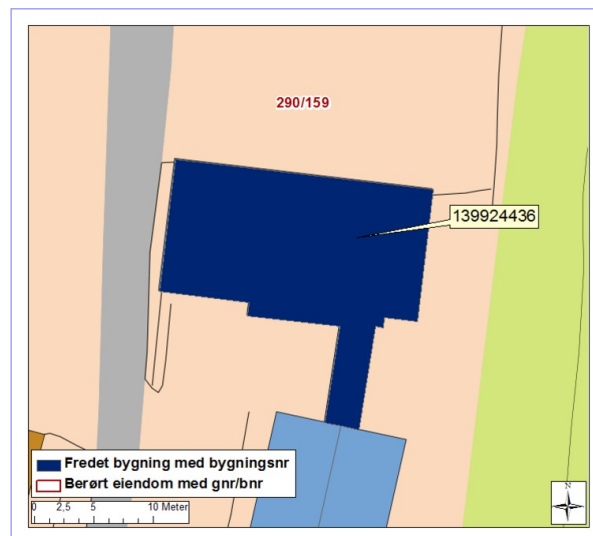 290/159
139924436
Fredet bygning med bygningsnr
Berørt eiendom med gnr/bnr
0 2,5 5 10 Meter
N